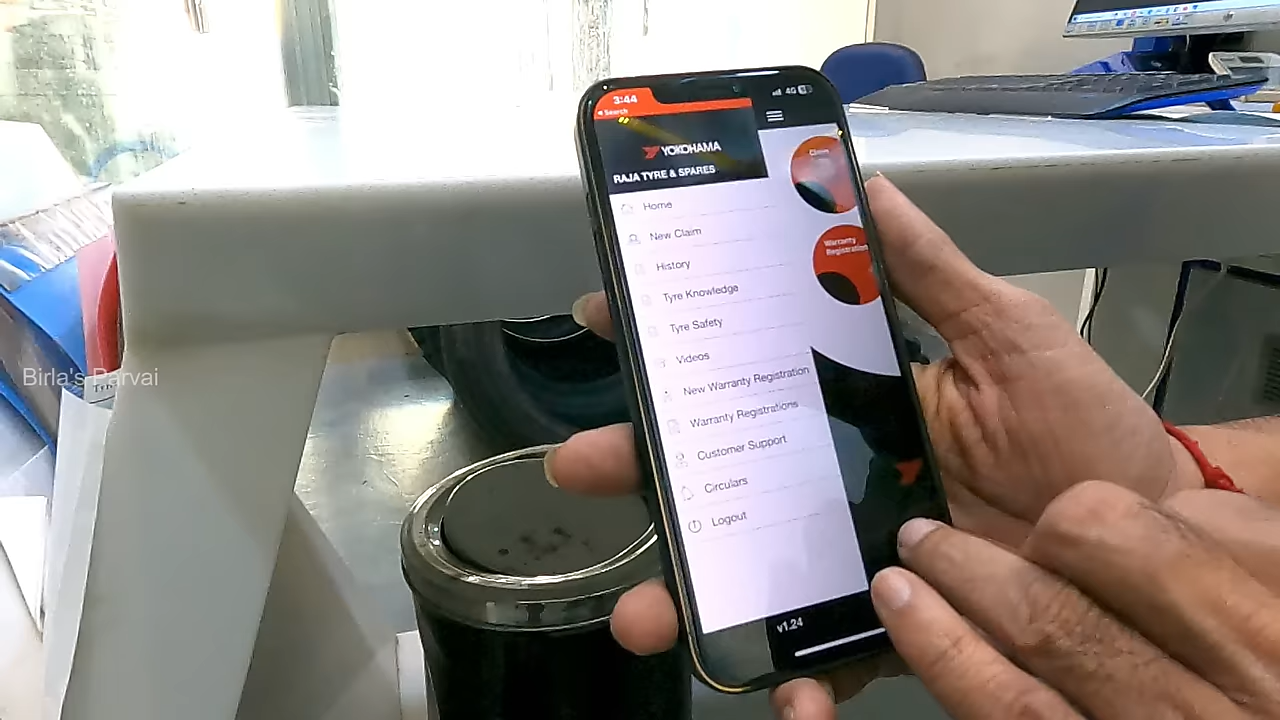 3:44
Search
4G
YOKOHAMA
RAJA TYRE & SPARES
Claim
Home
New Claim
Warranty
Registration
History
Tyre Knowledge
Tyre Safety
Videos
New Warranty Registration
Warranty Registrations
Customer Support
Circulars
Logout
v1.24
Birla's Parvai